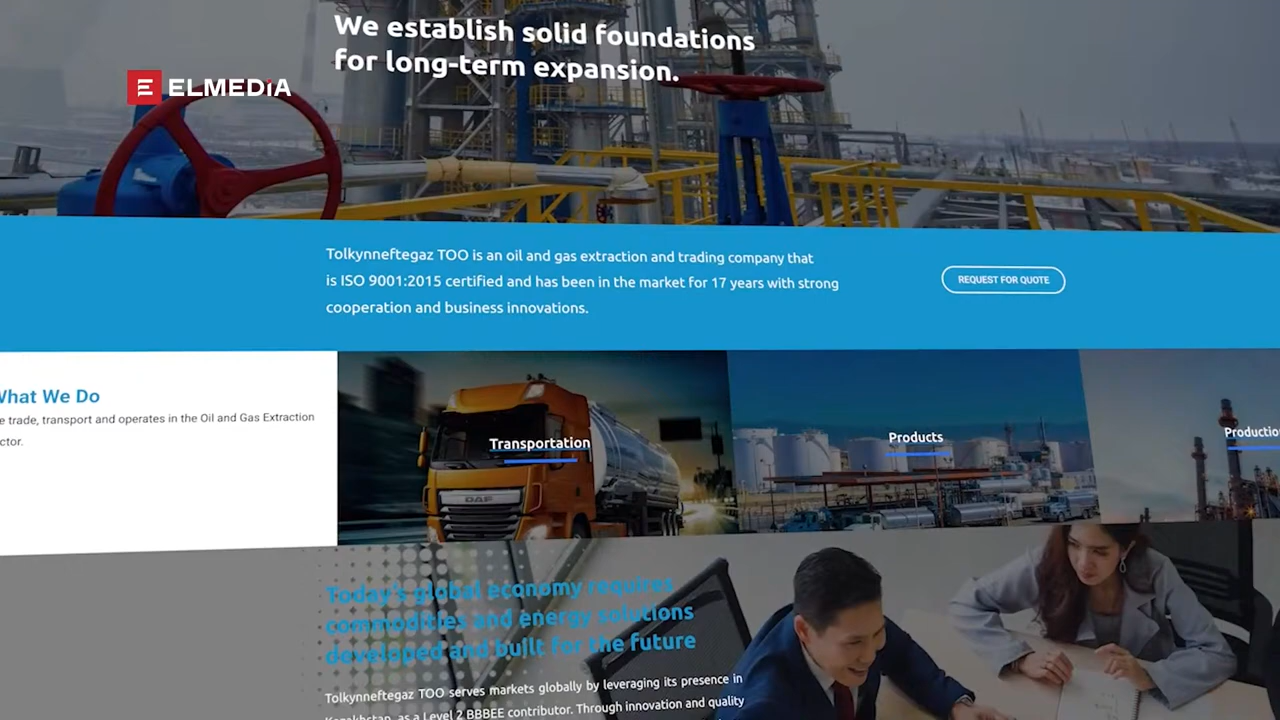 We establish solid foundations
for long-term expansion.
ELMEDIA
Tolkynneftegaz TOO is an oil and gas extraction and trading company that
is ISO 9001:2015 certified and has been in the market for 17 years with strong
cooperation and business innovations.
REQUEST FOR QUOTE
What We Do
e trade, transport and operates in the Oil and Gas Extraction
ctor.
Transportation
DAF
Products
Productio
Today's global economy requires
commodities and energy solutions
developed and built for the future
Tolkynneftegaz TOO serves markets globally by leveraging its presence in
Kazakhstan, as a Level 2 BBBEE contributor. Through innovation and quality